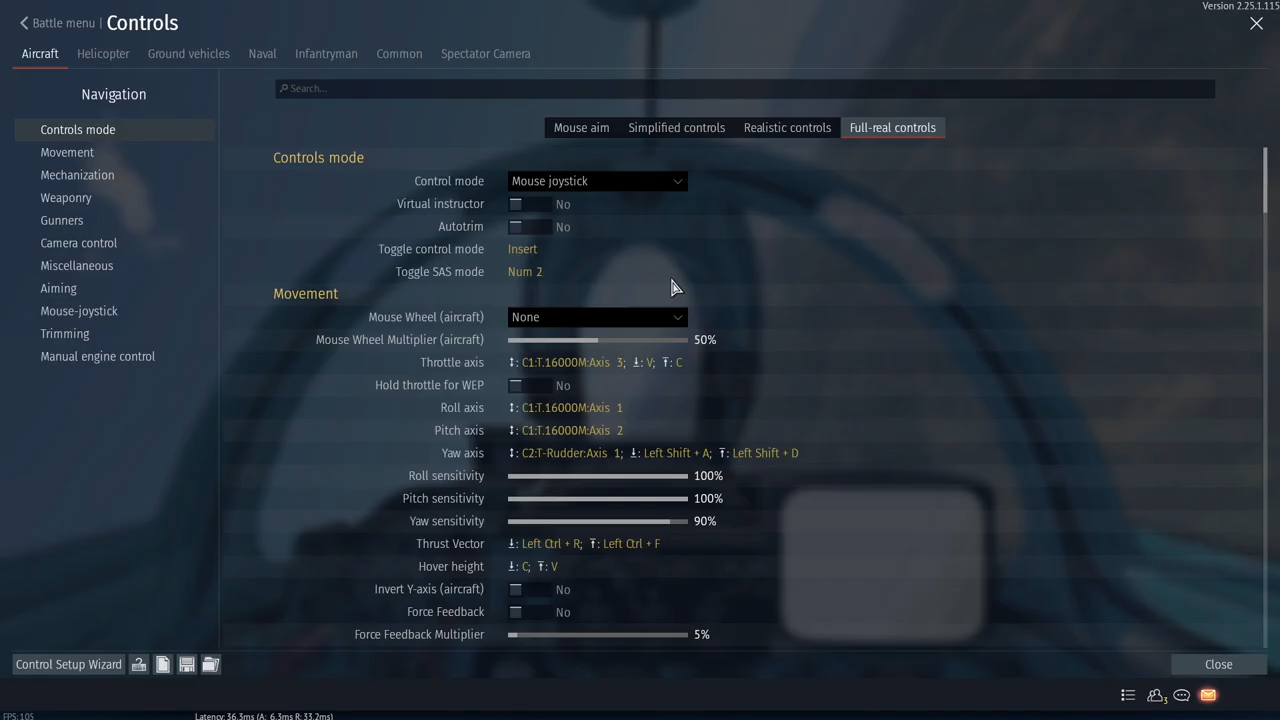 Version 2.25.1.115
Battle menu | Controls
Aircraft Helicopter Ground vehicles Naval Infantryman Common Spectator Camera
Navigation
Controls mode
Movement
Mechanization
Weaponry
Gunners
Camera control
Miscellaneous
Aiming
Mouse-joystick
Trimming
Manual engine control
Search...
Mouse aim Simplified controls Realistic controls Full-real controls
Controls mode
Control mode Mouse joystick
Virtual instructor No
Autotrim No
Toggle control mode Insert
Toggle SAS mode Num 2
Movement
Mouse Wheel (aircraft) None
Mouse Wheel Multiplier (aircraft) 50%
Throttle axis ↕: C1:T.16000M:Axis 3; ↧: V; ↥: C
Hold throttle for WEP No
Roll axis ↕: C1:T.16000M:Axis 1
Pitch axis ↕: C1:T.16000M:Axis 2
Yaw axis ↕: C2:T-Rudder:Axis 1; ↧: Left Shift + A; ↥: Left Shift + D
Roll sensitivity 100%
Pitch sensitivity 100%
Yaw sensitivity 90%
Thrust Vector ↧: Left Ctrl + R; ↥: Left Ctrl + F
Hover height ↧: C; ↥: V
Invert Y-axis (aircraft) No
Force Feedback No
Force Feedback Multiplier 5%
Control Setup Wizard
Close
3
FPS: 105 Latency: 36.3ms (A: 6.3ms R: 33.2ms)